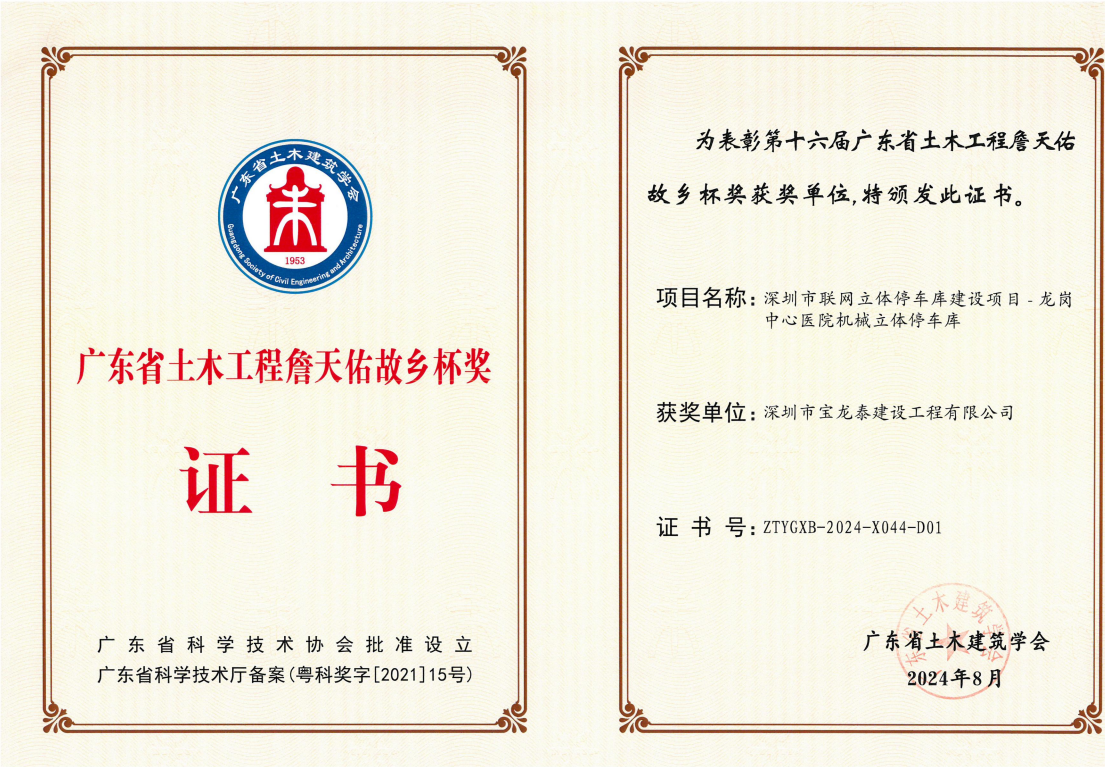 广东省土木建筑学会
1953
Guangdong Society of Civil Engineering and Architecture
广东省土木工程詹天佑故乡杯奖
证 书
广东省科学技术协会批准设立
广东省科学技术厅备案(粤科奖字[2021]15号)
为表彰第十六届广东省土木工程詹天佑
故乡杯奖获奖单位,特颁发此证书。
项目名称:深圳市联网立体停车库建设项目-龙岗
中心医院机械立体停车库
获奖单位:深圳市宝龙泰建设工程有限公司
证 书 号:ZTYGXB-2024-X044-D01
广东省土木建筑学会
2024年8月